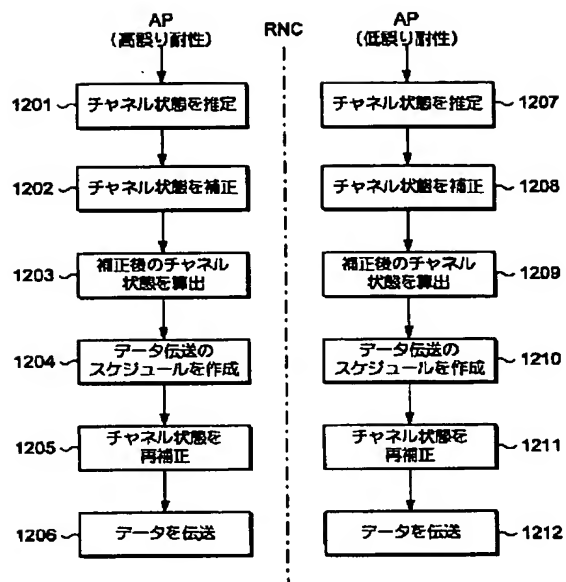 AP
(高誤り耐性)
RNC
AP
(低誤り耐性)
1201
チャネル状態を推定
チャネル状態を推定
1207
1202
チャネル状態を補正
チャネル状態を補正
1208
1203
補正後のチャネル
状態を算出
補正後のチャネル
状態を算出
1209
1204
データ伝送の
スケジュールを作成
データ伝送の
スケジュールを作成
1210
1205
チャネル状態を
再補正
チャネル状態を
再補正
1211
1206
データを伝送
データを伝送
1212